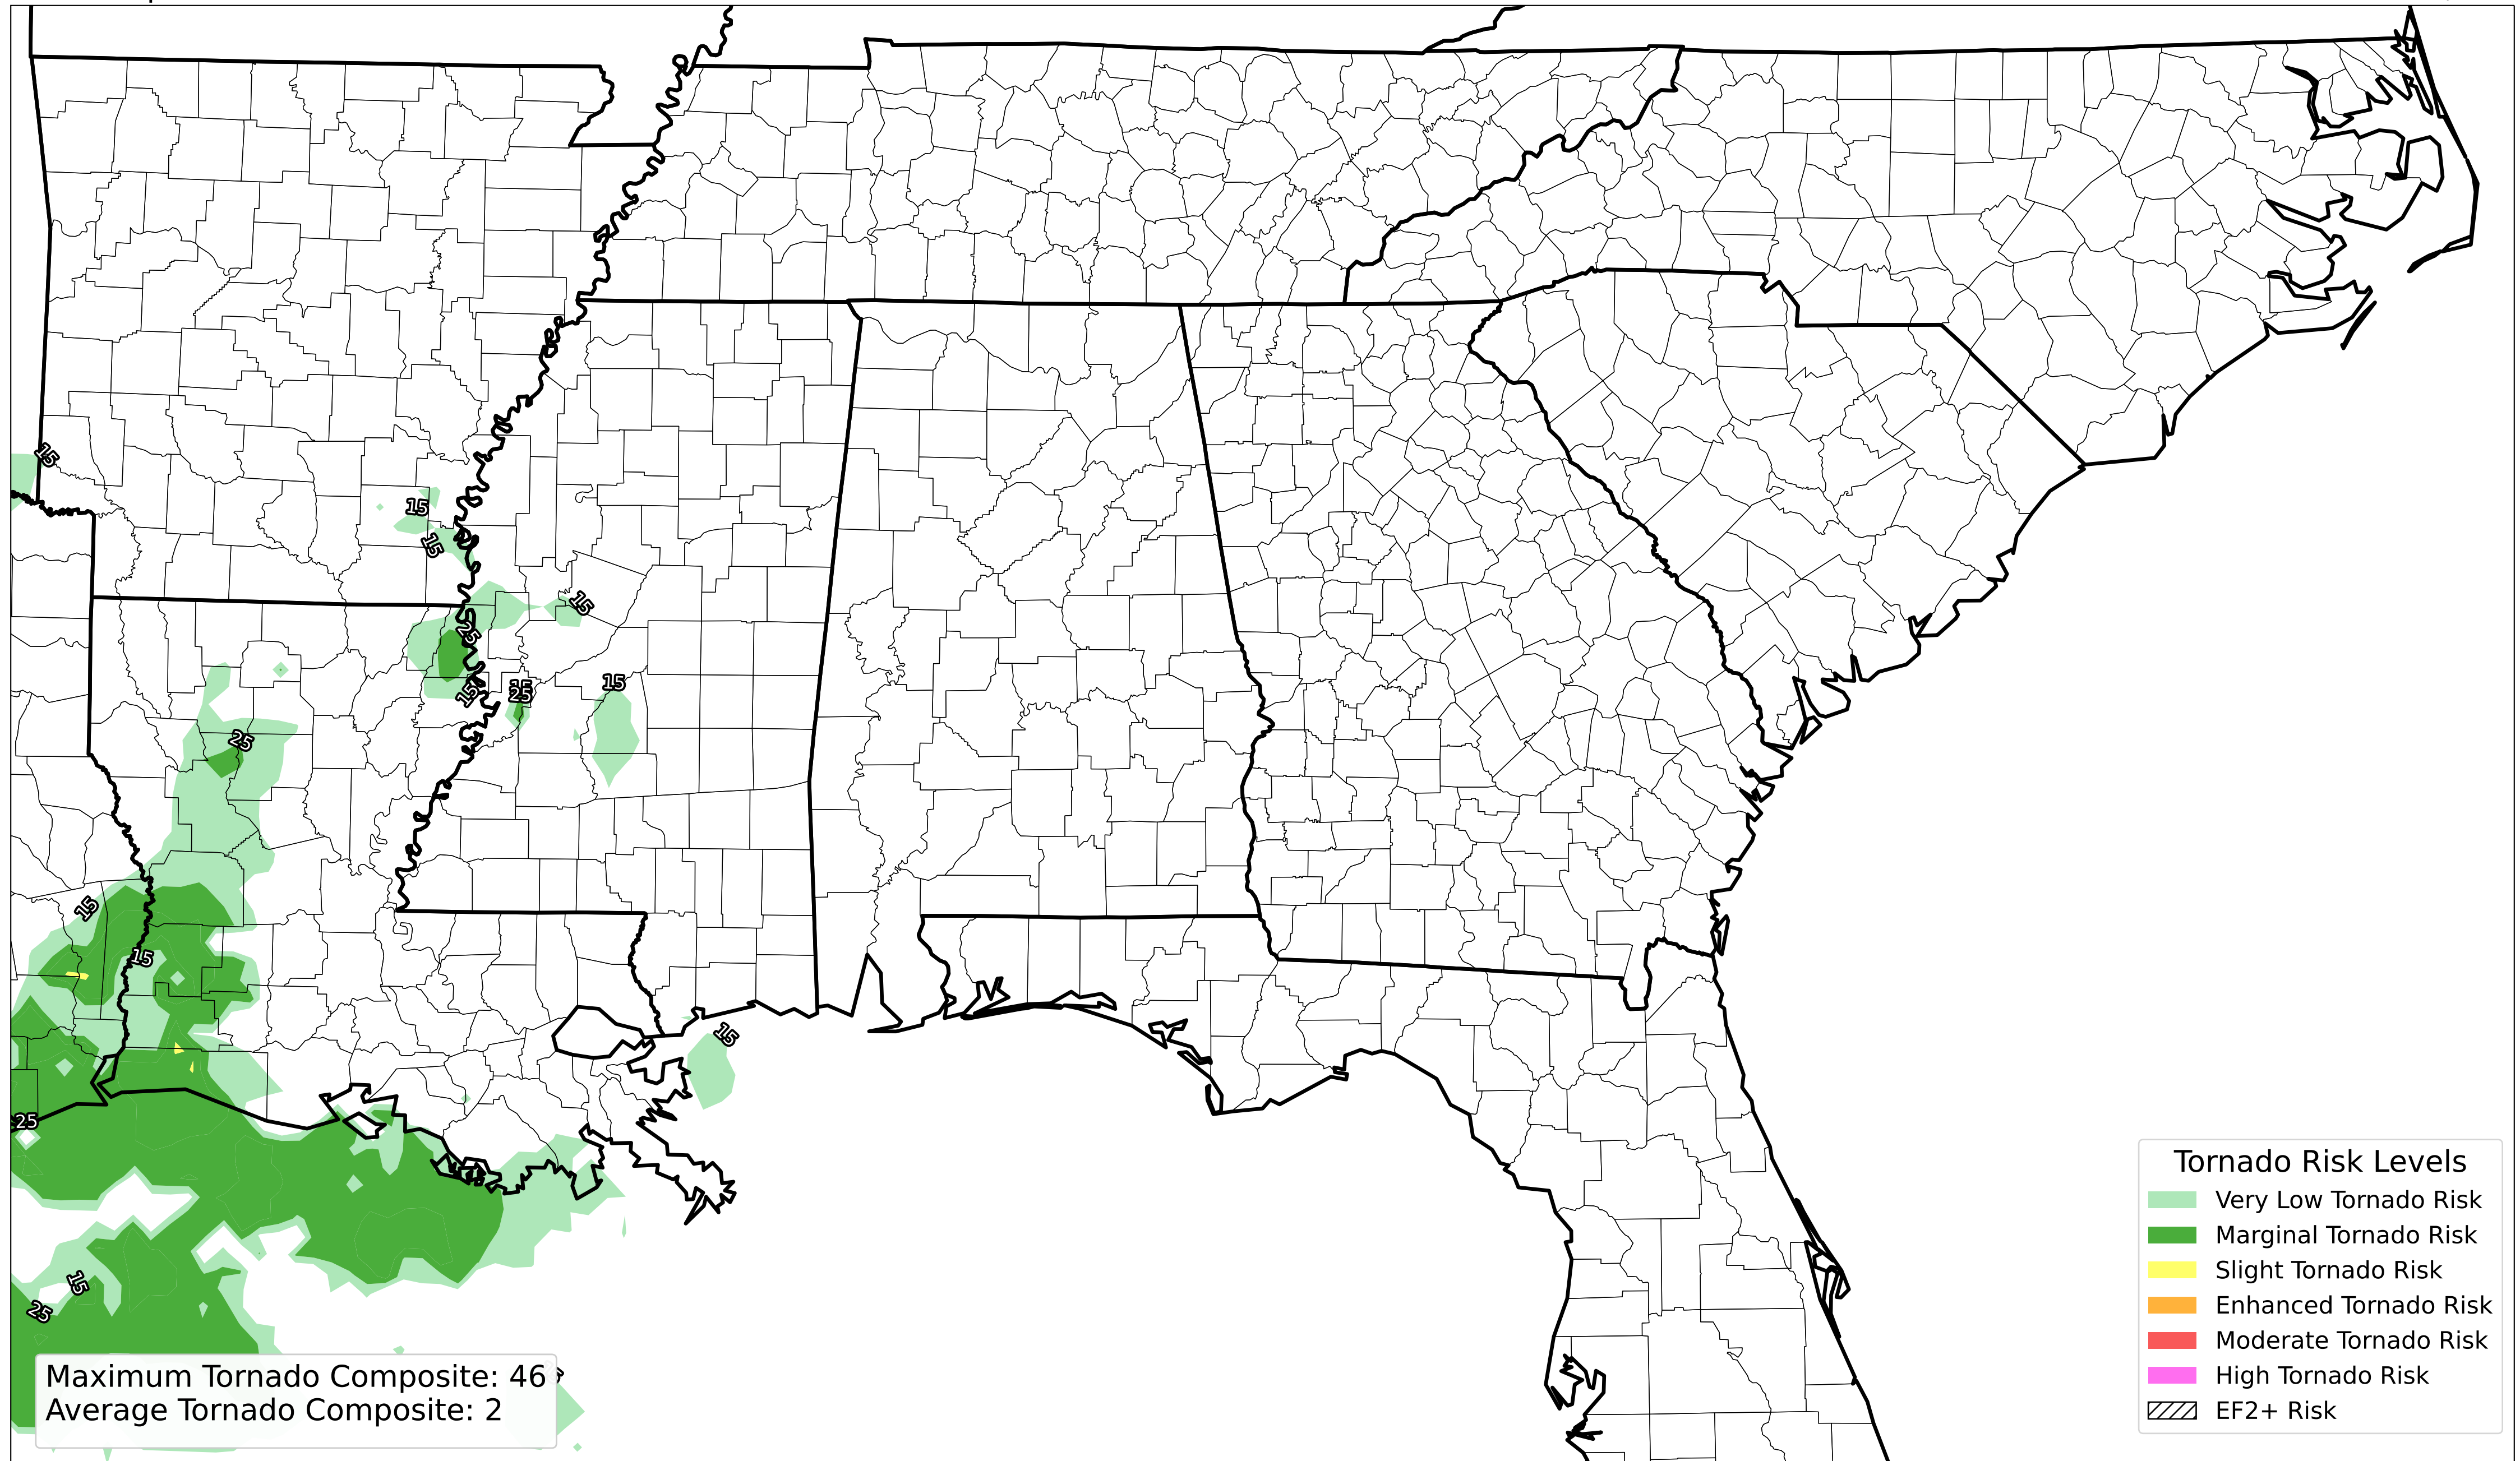 15
15
15
15
25
15
15
25
15
25
15
15
15
25
15
25
Tornado Risk Levels
Very Low Tornado Risk
Marginal Tornado Risk
Slight Tornado Risk
Enhanced Tornado Risk
Moderate Tornado Risk
High Tornado Risk
EF2+ Risk
Maximum Tornado Composite: 46
Average Tornado Composite: 2